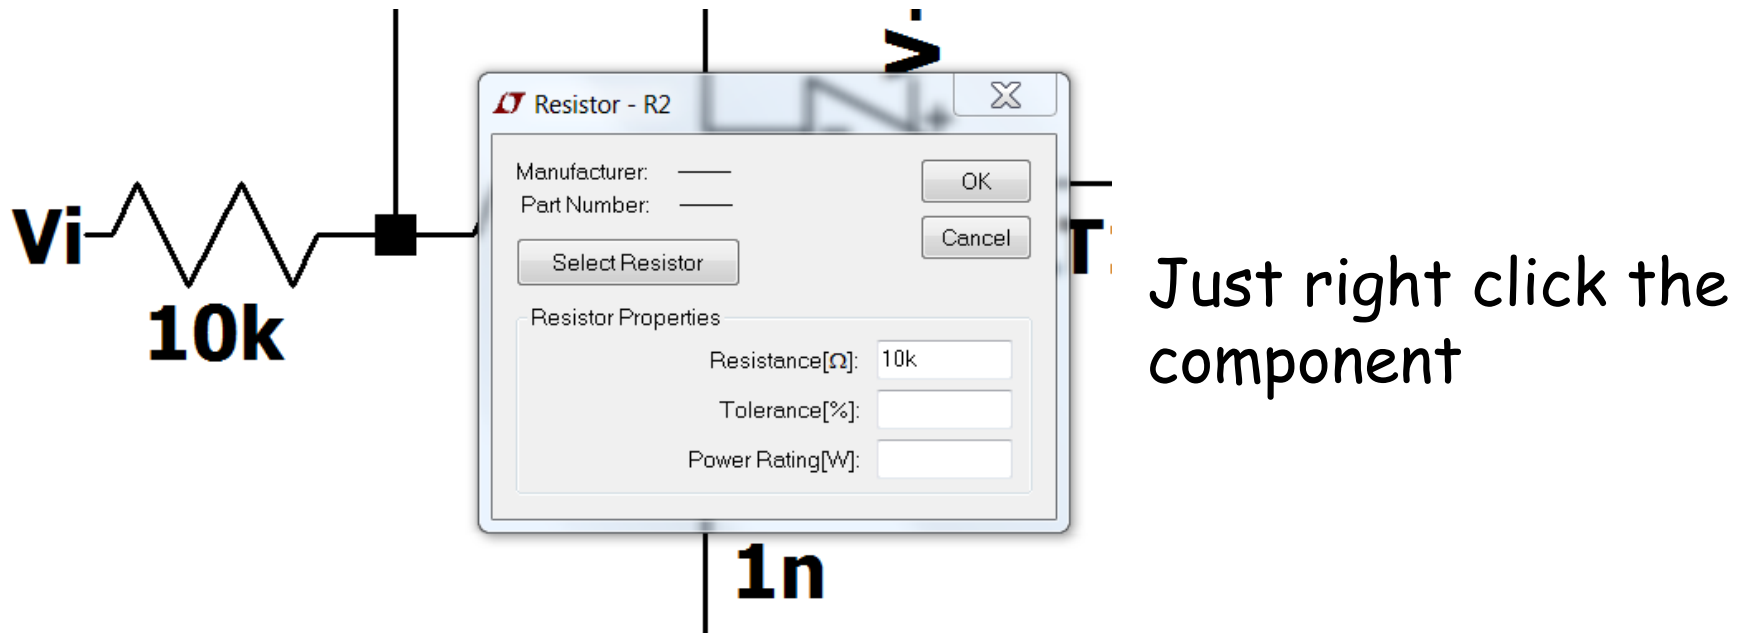 Resistor - R2
Manufacturer:
Part Number:
OK
Cancel
Select Resistor
Resistor Properties
Resistance[Ω]: 10k
Tolerance[%]:
Power Rating[W]:
Vi
10k
1n
Just right click the
component